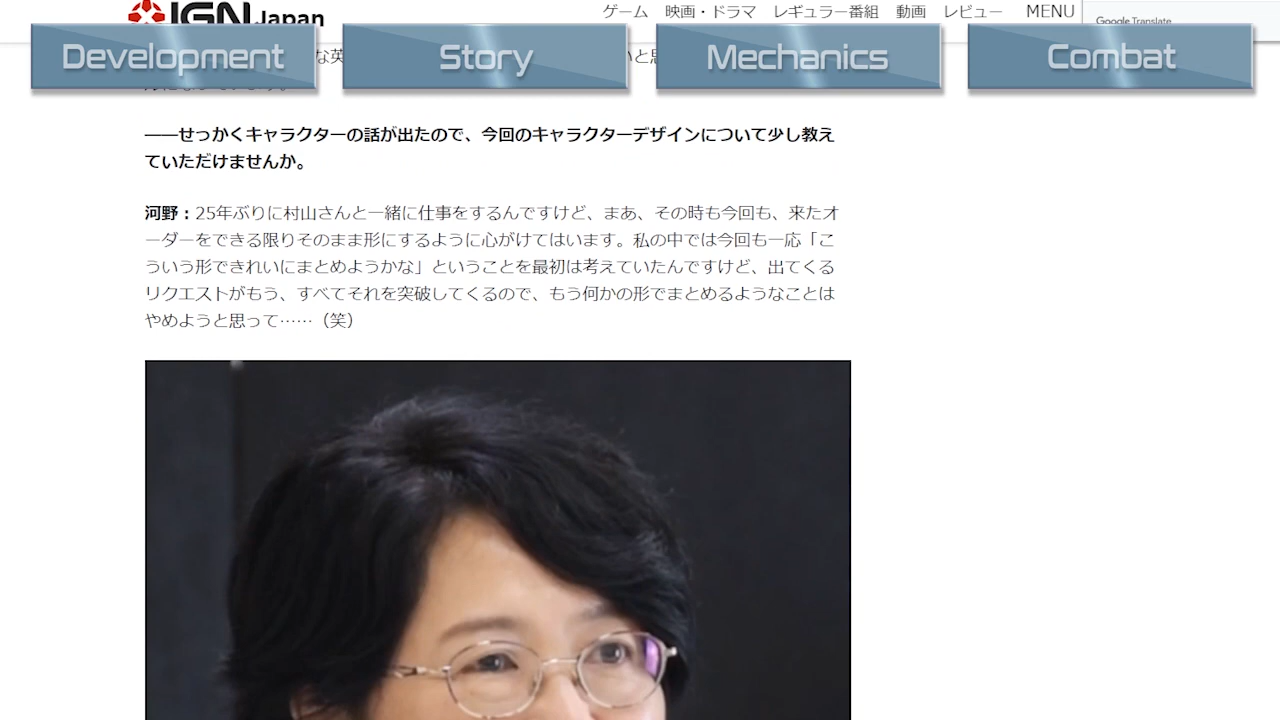 IGN Japan
ゲーム 映画・ドラマ レギュラー番組 動画 レビュー MENU
Google Translate
Development Story Mechanics Combat
――せっかくキャラクターの話が出たので、今回のキャラクターデザインについて少し教え
ていただけませんか。
河野：25年ぶりに村山さんと一緒に仕事をするんですけど、まあ、その時も今回も、来たオ
ーダーをできる限りそのまま形にするように心がけてはいます。私の中では今回も一応「こ
ういう形できれいにまとめようかな」ということを最初は考えていたんですけど、出てくる
リクエストがもう、すべてそれを突破してくるので、もう何かの形でまとめるようなことは
やめようと思って……（笑）